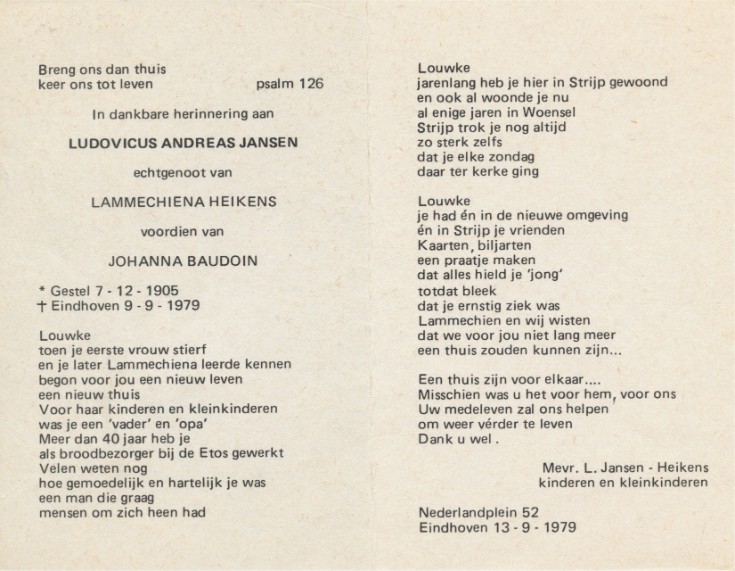 Breng ons dan thuis
keer ons tot leven psalm 126
In dankbare herinnering aan
LUDOVICUS ANDREAS JANSEN
echtgenoot van
LAMMECHIENA HEIKENS
voordien van
JOHANNA BAUDOIN
* Gestel 7 - 12 - 1905
† Eindhoven 9 - 9 - 1979
Louwke
toen je eerste vrouw stierf
en je later Lammechiena leerde kennen
begon voor jou een nieuw leven
een nieuw thuis
Voor haar kinderen en kleinkinderen
was je een 'vader' en 'opa'
Meer dan 40 jaar heb je
als broodbezorger bij de Etos gewerkt
Velen weten nog
hoe gemoedelijk en hartelijk je was
een man die graag
mensen om zich heen had
Louwke
jarenlang heb je hier in Strijp gewoond
en ook al woonde je nu
al enige jaren in Woensel
Strijp trok je nog altijd
zo sterk zelfs
dat je elke zondag
daar ter kerke ging
Louwke
je had én in de nieuwe omgeving
én in Strijp je vrienden
Kaarten, biljarten
een praatje maken
dat alles hield je 'jong'
totdat bleek
dat je ernstig ziek was
Lammechien en wij wisten
dat we voor jou niet lang meer
een thuis zouden kunnen zijn...
Een thuis zijn voor elkaar....
Misschien was u het voor hem, voor ons
Uw medeleven zal ons helpen
om weer vérder te leven
Dank u wel .
Mevr. L. Jansen - Heikens
kinderen en kleinkinderen
Nederlandplein 52
Eindhoven 13 - 9 - 1979